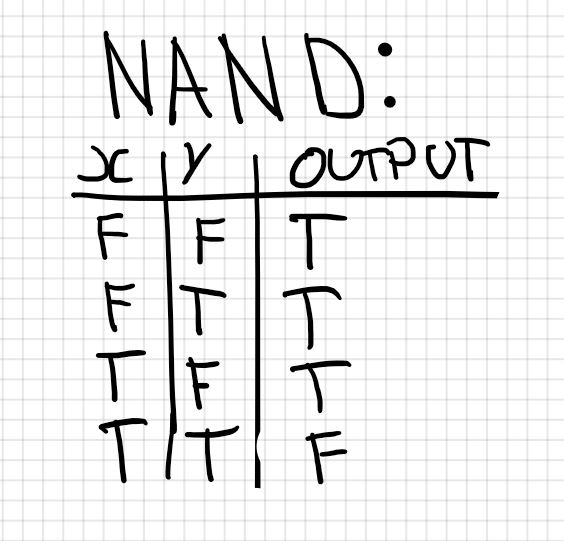 NAND:
X Y OUTPUT
F F T
F T T
T F T
T T F